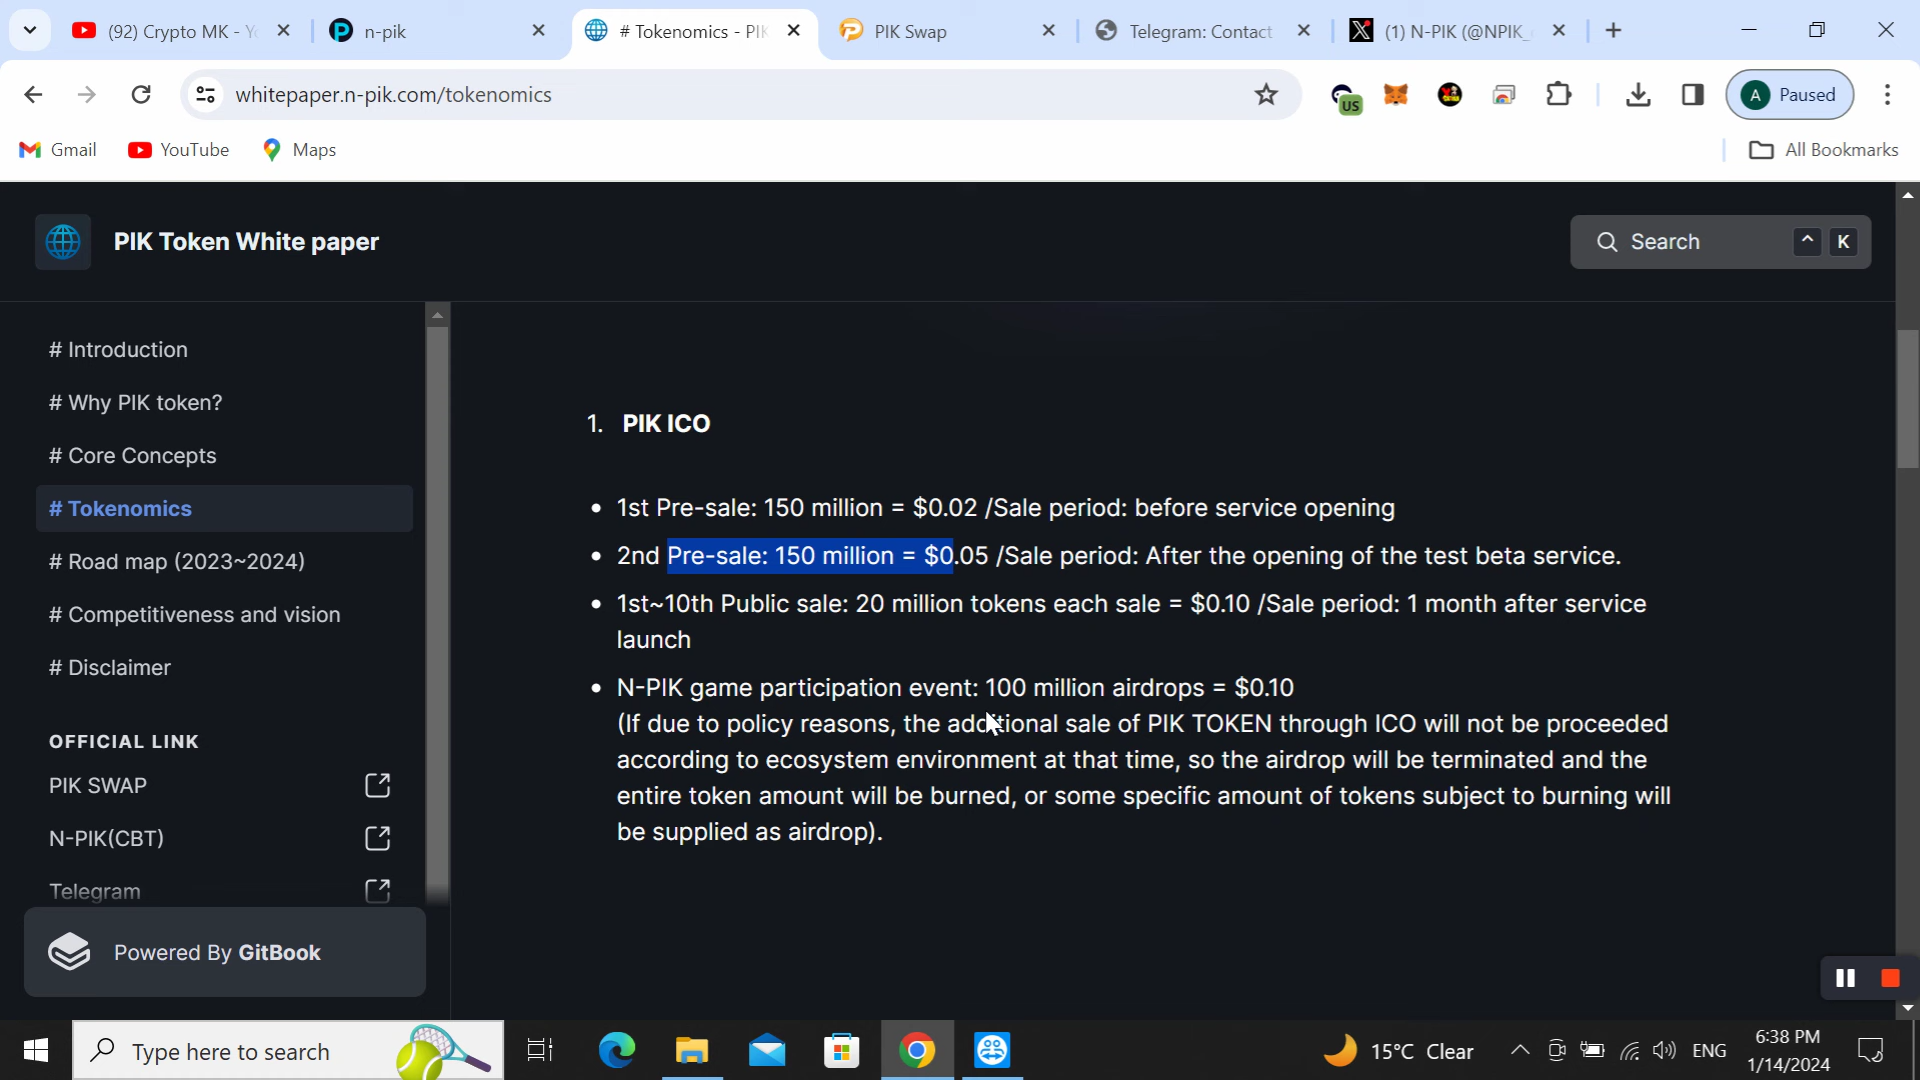 (92) Crypto MK - Y
n-pik
# Tokenomics - PIK
PIK Swap
Telegram: Contact
(1) N-PIK (@NPIK_
whitepaper.n-pik.com/tokenomics
US
A Paused
Gmail
YouTube
Maps
All Bookmarks
PIK Token White paper
Search
^ K
# Introduction
# Why PIK token?
# Core Concepts
# Tokenomics
# Road map (2023~2024)
# Competitiveness and vision
# Disclaimer
OFFICIAL LINK
PIK SWAP
N-PIK(CBT)
Telegram
Powered By GitBook
1. PIK ICO
• 1st Pre-sale: 150 million = $0.02 /Sale period: before service opening
• 2nd Pre-sale: 150 million = $0.05 /Sale period: After the opening of the test beta service.
• 1st~10th Public sale: 20 million tokens each sale = $0.10 /Sale period: 1 month after service
launch
• N-PIK game participation event: 100 million airdrops = $0.10
(If due to policy reasons, the additional sale of PIK TOKEN through ICO will not be proceeded
according to ecosystem environment at that time, so the airdrop will be terminated and the
entire token amount will be burned, or some specific amount of tokens subject to burning will
be supplied as airdrop).
Type here to search
15°C Clear
ENG
6:38 PM
1/14/2024